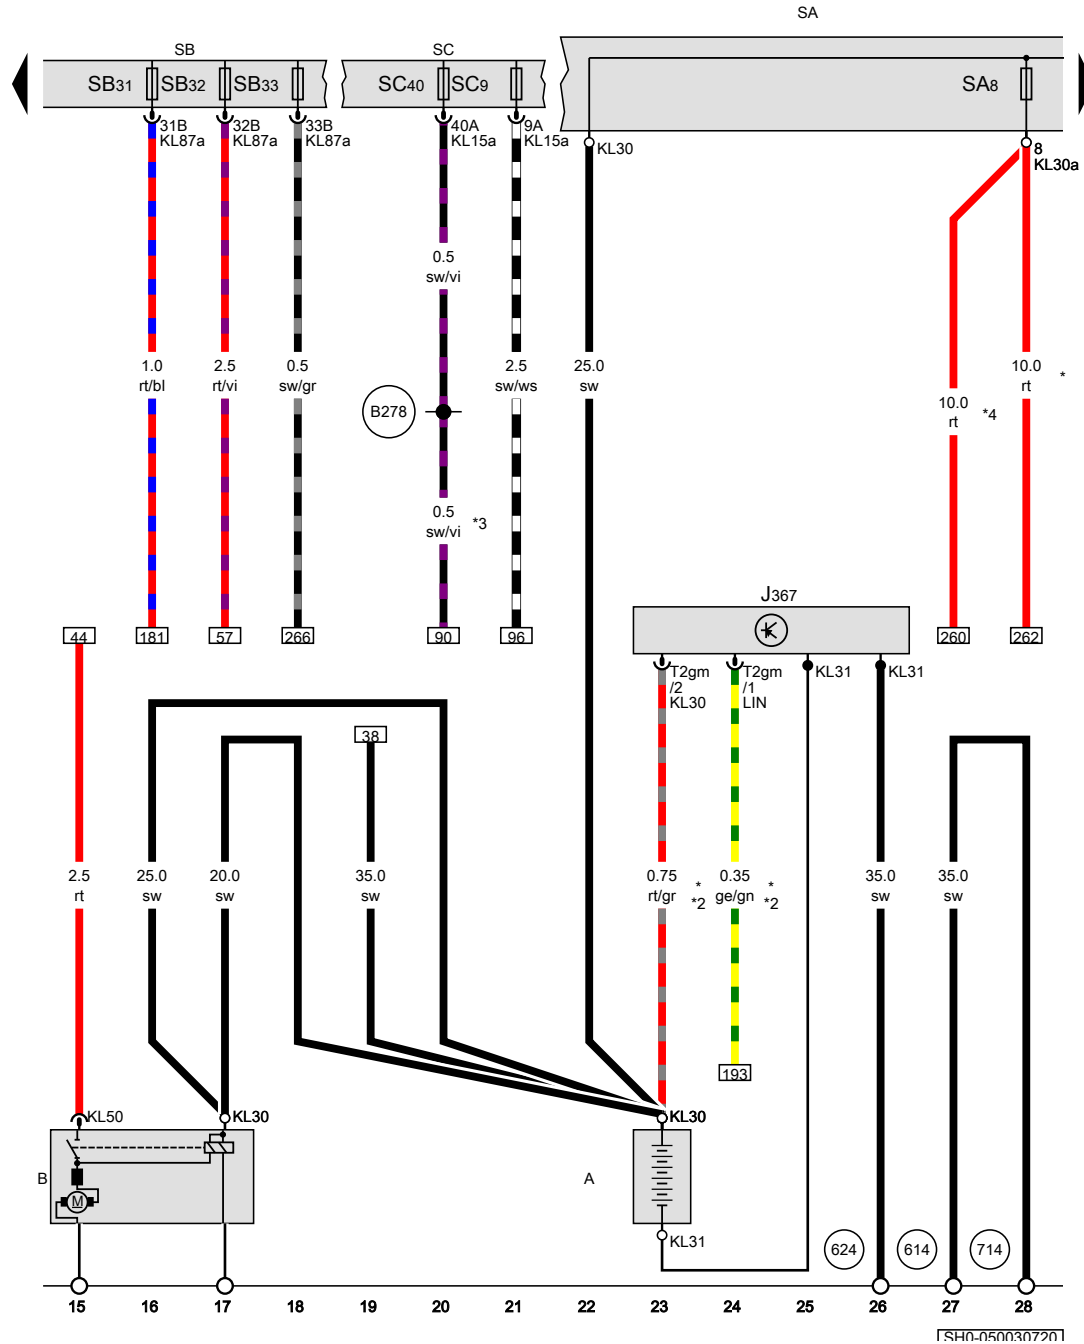 SA
SB
SC
SB31
SB32
SB33
SC40
SC9
SA8
31B
KL87a
32B
KL87a
33B
KL87a
40A
KL15a
9A
KL15a
KL30
8
KL30a
0.5
sw/vi
1.0
rt/bl
2.5
rt/vi
0.5
sw/gr
2.5
sw/ws
25.0
sw
10.0
rt
*
10.0
rt
*4
B278
0.5
sw/vi
*3
J367
44
181
57
266
90
96
260
262
T2gm
/2
KL30
T2gm
/1
LIN
KL31
KL31
38
2.5
rt
25.0
sw
20.0
sw
35.0
sw
0.75
rt/gr
*
*2
0.35
ge/gn
*
*2
35.0
sw
35.0
sw
193
KL50
KL30
KL30
B
M
A
KL31
624
614
714
15
16
17
18
19
20
21
22
23
24
25
26
27
28
SH0-050030720